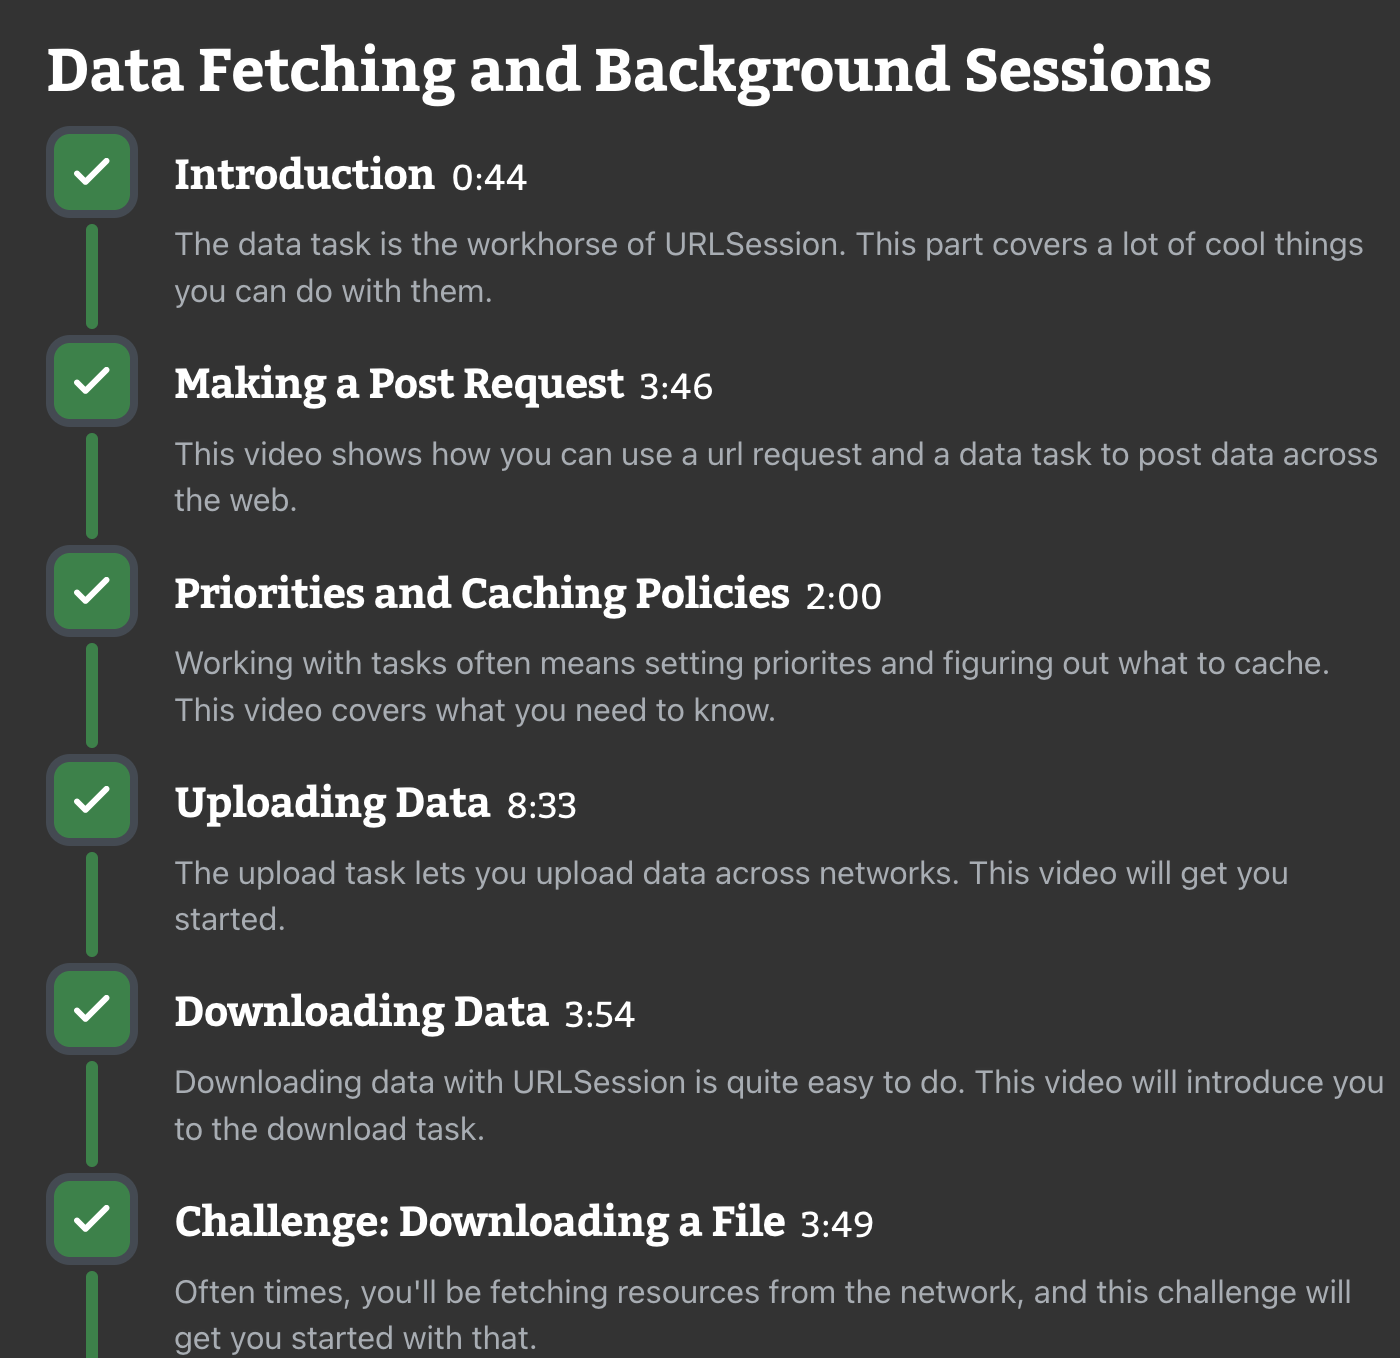 Data Fetching and Background Sessions
Introduction 0:44
The data task is the workhorse of URLSession. This part covers a lot of cool things
you can do with them.
Making a Post Request 3:46
This video shows how you can use a url request and a data task to post data across
the web.
Priorities and Caching Policies 2:00
Working with tasks often means setting priorites and figuring out what to cache.
This video covers what you need to know.
Uploading Data 8:33
The upload task lets you upload data across networks. This video will get you
started.
Downloading Data 3:54
Downloading data with URLSession is quite easy to do. This video will introduce you
to the download task.
Challenge: Downloading a File 3:49
Often times, you'll be fetching resources from the network, and this challenge will
get you started with that.